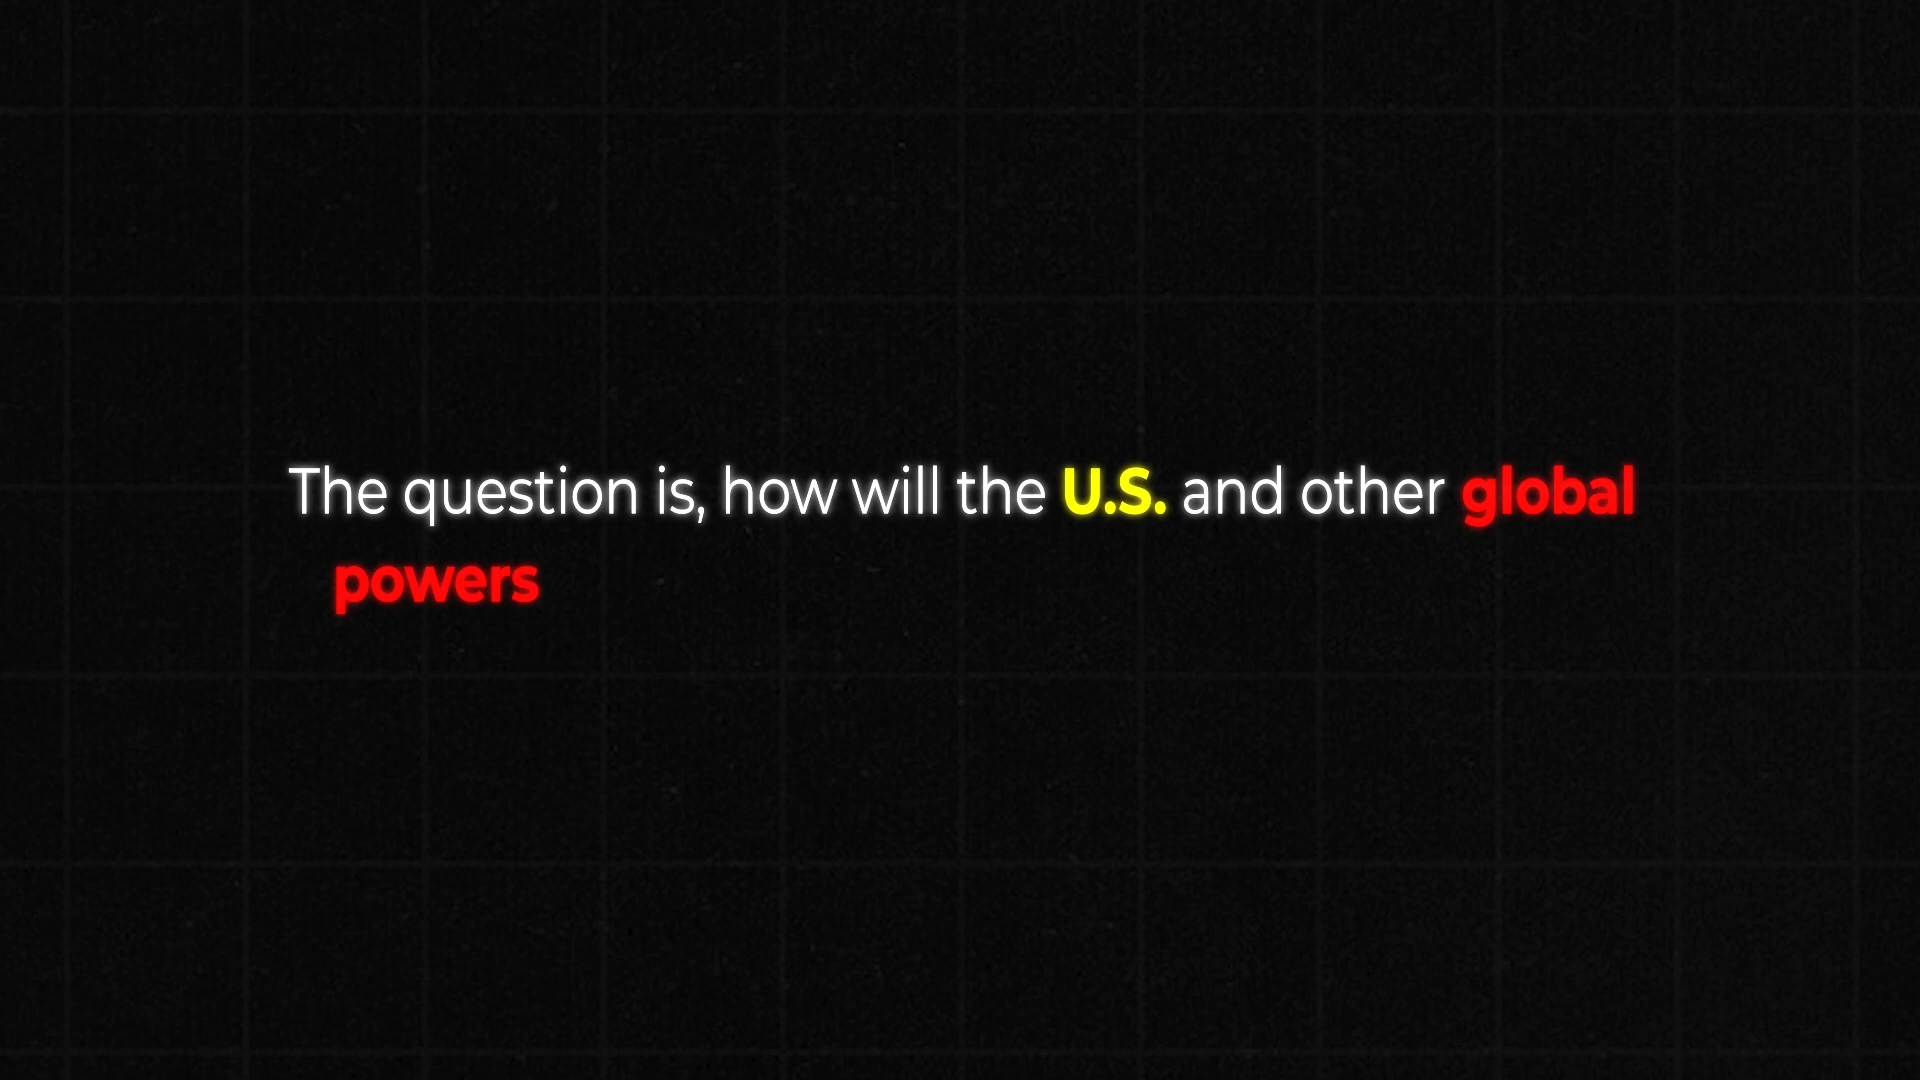 The question is, how will the U.S. and other global
powers